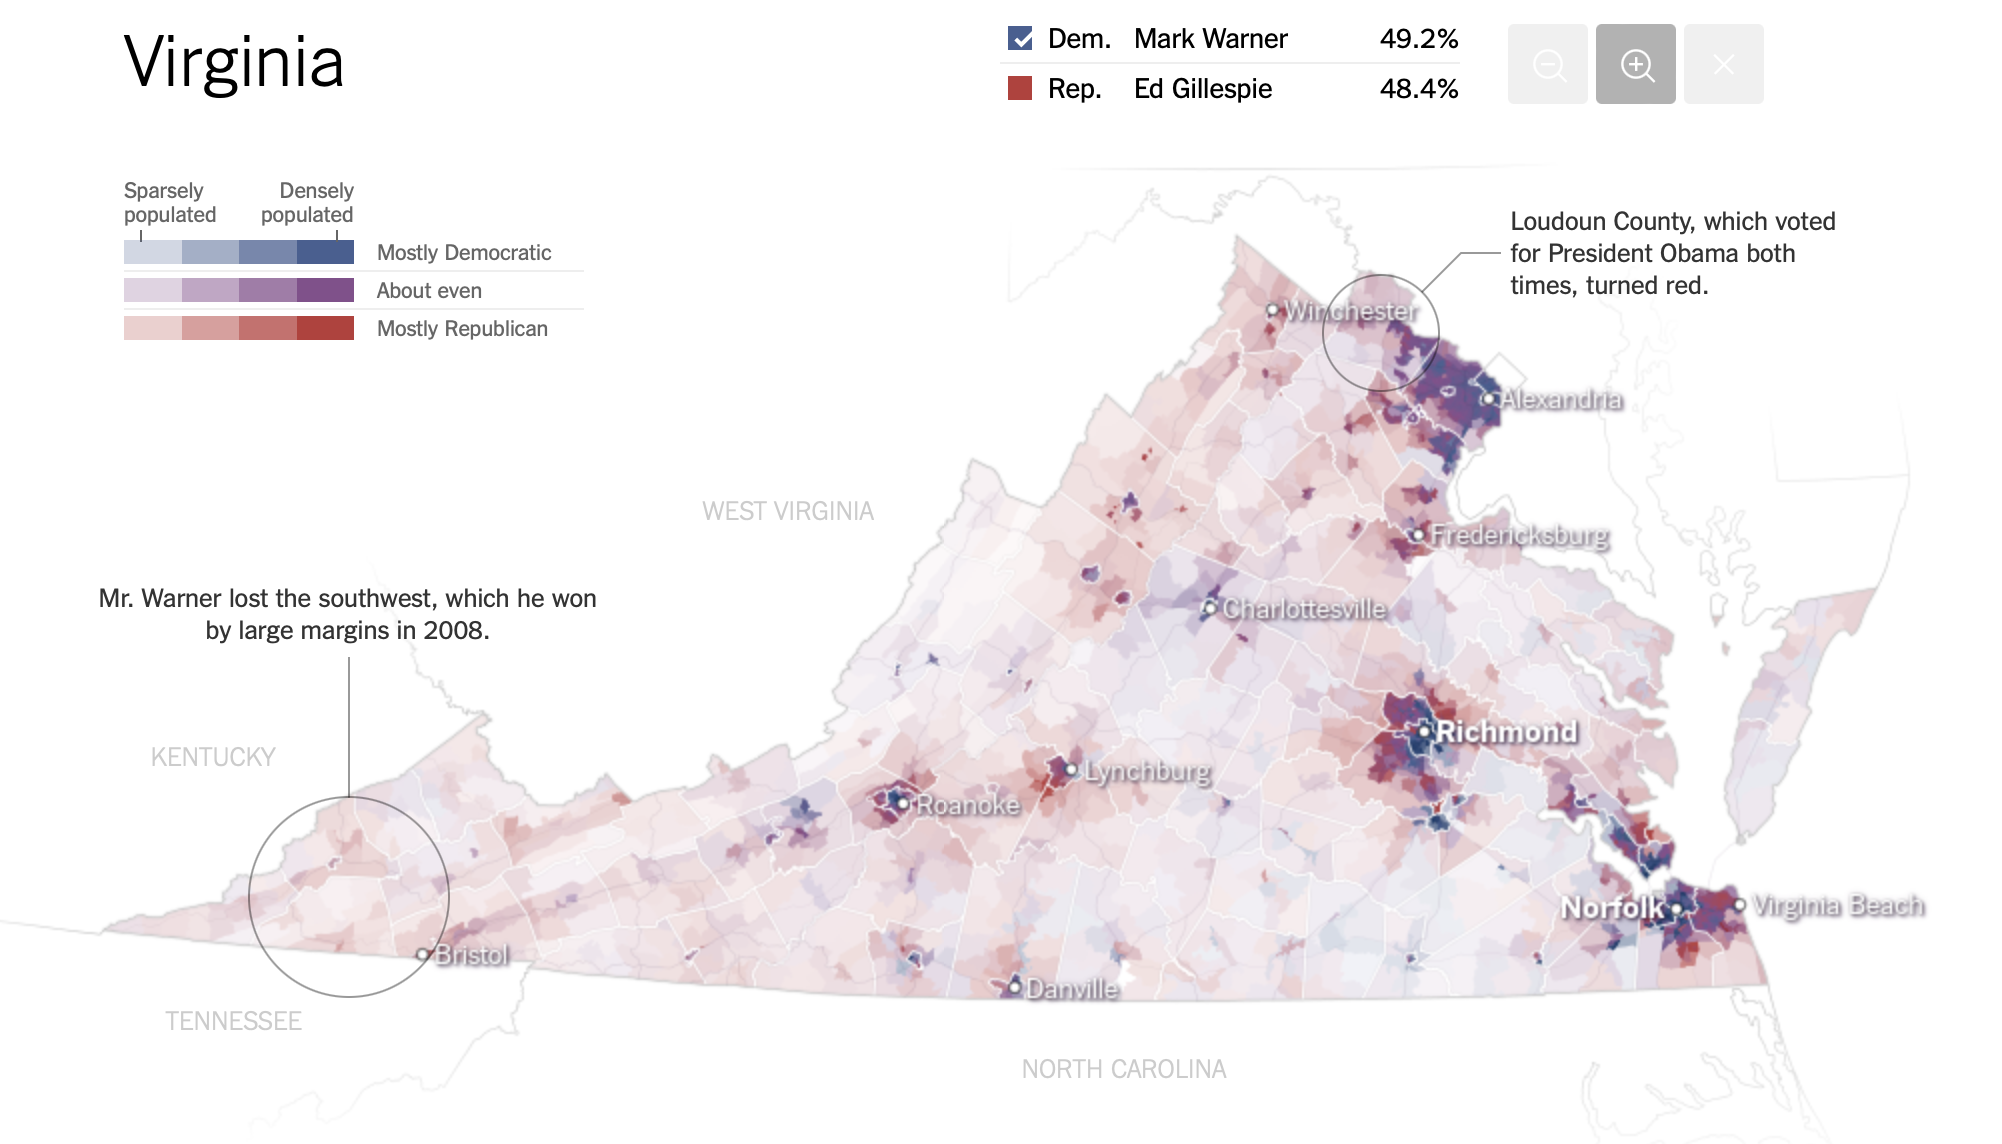 Virginia
Dem. Mark Warner 49.2%
Rep. Ed Gillespie 48.4%
Sparsely populated
Densely populated
Mostly Democratic
About even
Mostly Republican
Loudoun County, which voted
for President Obama both
times, turned red.
Winchester
Alexandria
WEST VIRGINIA
Fredericksburg
Mr. Warner lost the southwest, which he won
by large margins in 2008.
Charlottesville
Richmond
KENTUCKY
Lynchburg
Roanoke
Norfolk
Virginia Beach
Bristol
Danville
TENNESSEE
NORTH CAROLINA